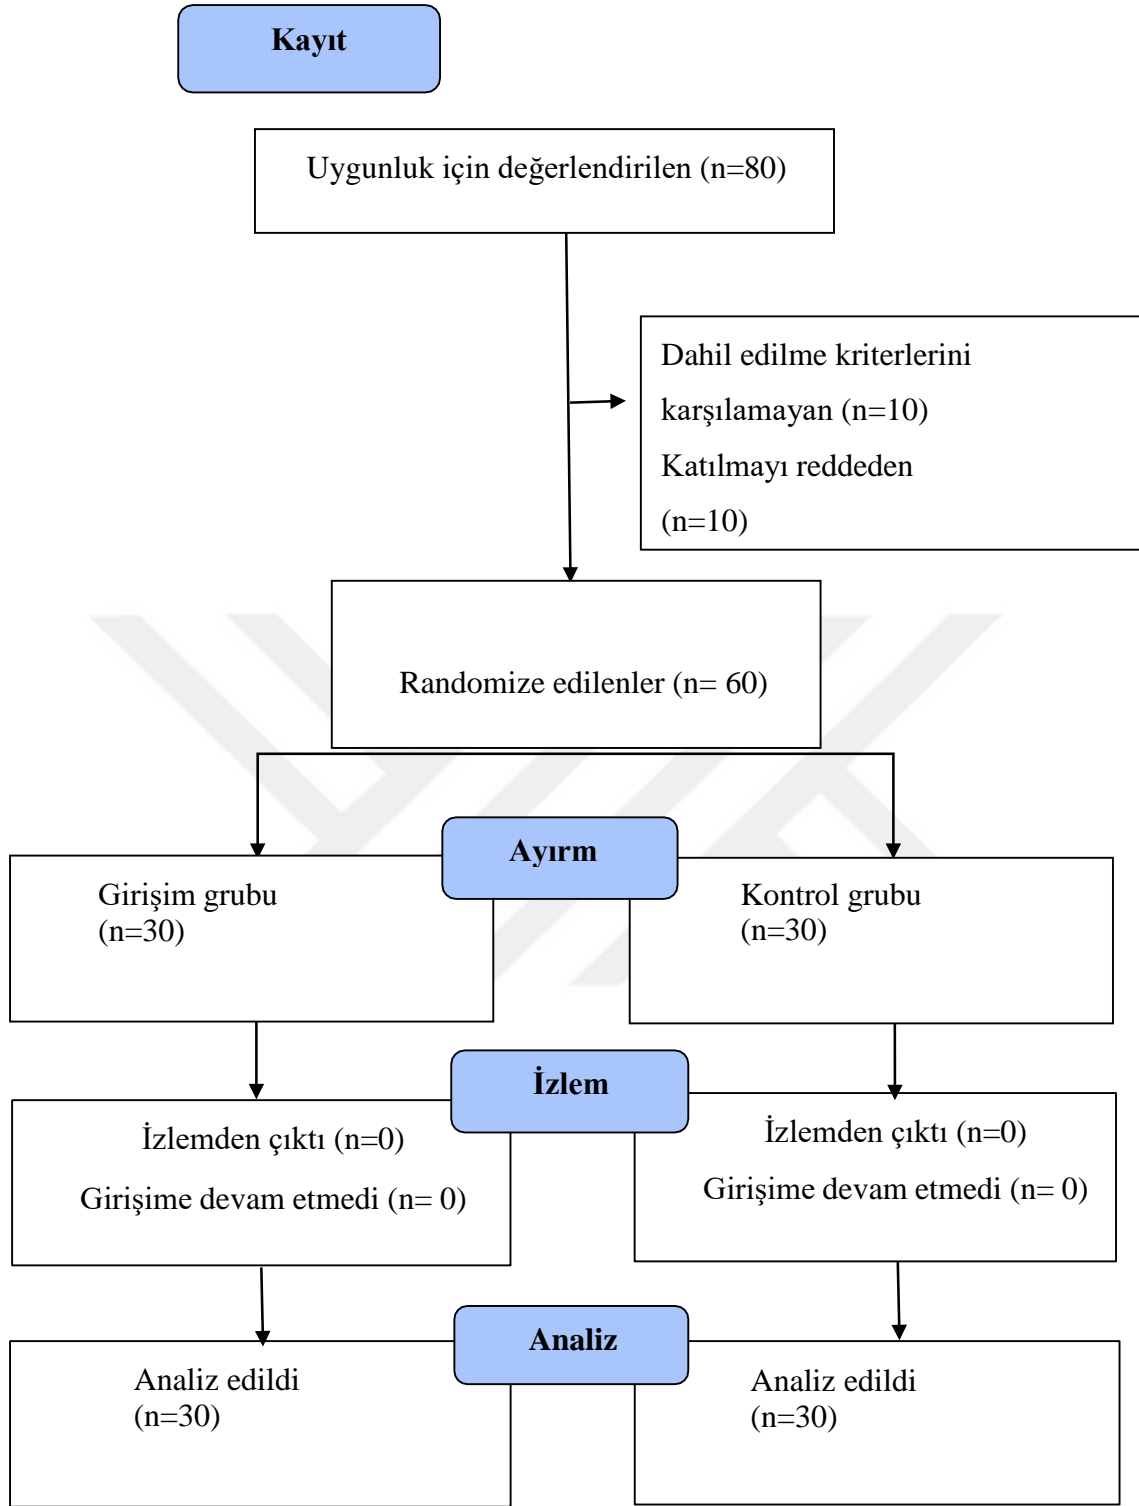 Kayıt
Uygunluk için değerlendirilen (n=80)
Dahil edilme kriterlerini
karşılamayan (n=10)
Katılmayı reddeden
(n=10)
Randomize edilenler (n= 60)
Ayırm
Girişim grubu
(n=30)
Kontrol grubu
(n=30)
İzlem
İzlemden çıktı (n=0)
Girişime devam etmedi (n= 0)
İzlemden çıktı (n=0)
Girişime devam etmedi (n= 0)
Analiz
Analiz edildi
(n=30)
Analiz edildi
(n=30)